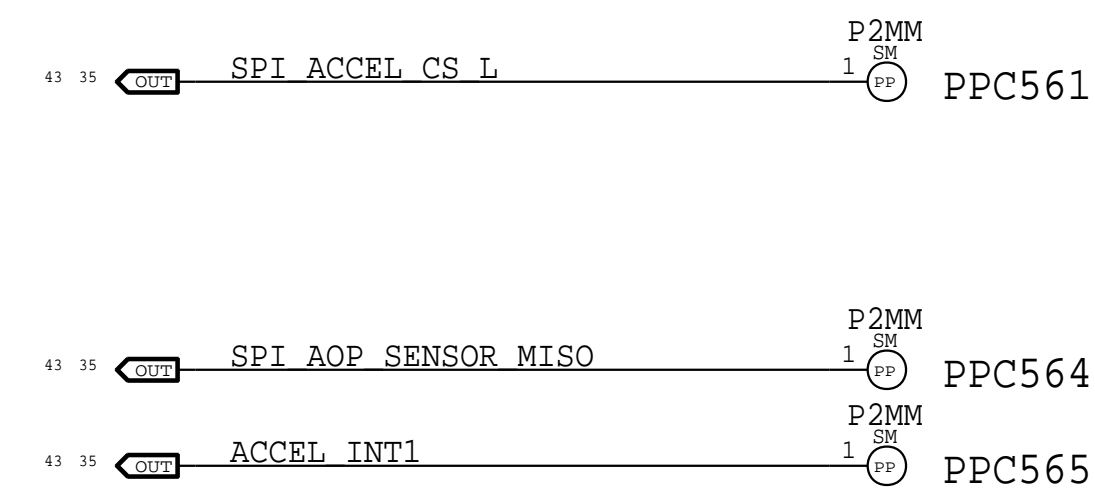 P2MM
SM
43 35 OUT SPI_ACCEL_CS_L 1 PP PPC561
P2MM
SM
43 35 OUT SPI_AOP_SENSOR_MISO 1 PP PPC564
P2MM
SM
43 35 OUT ACCEL_INT1 1 PP PPC565